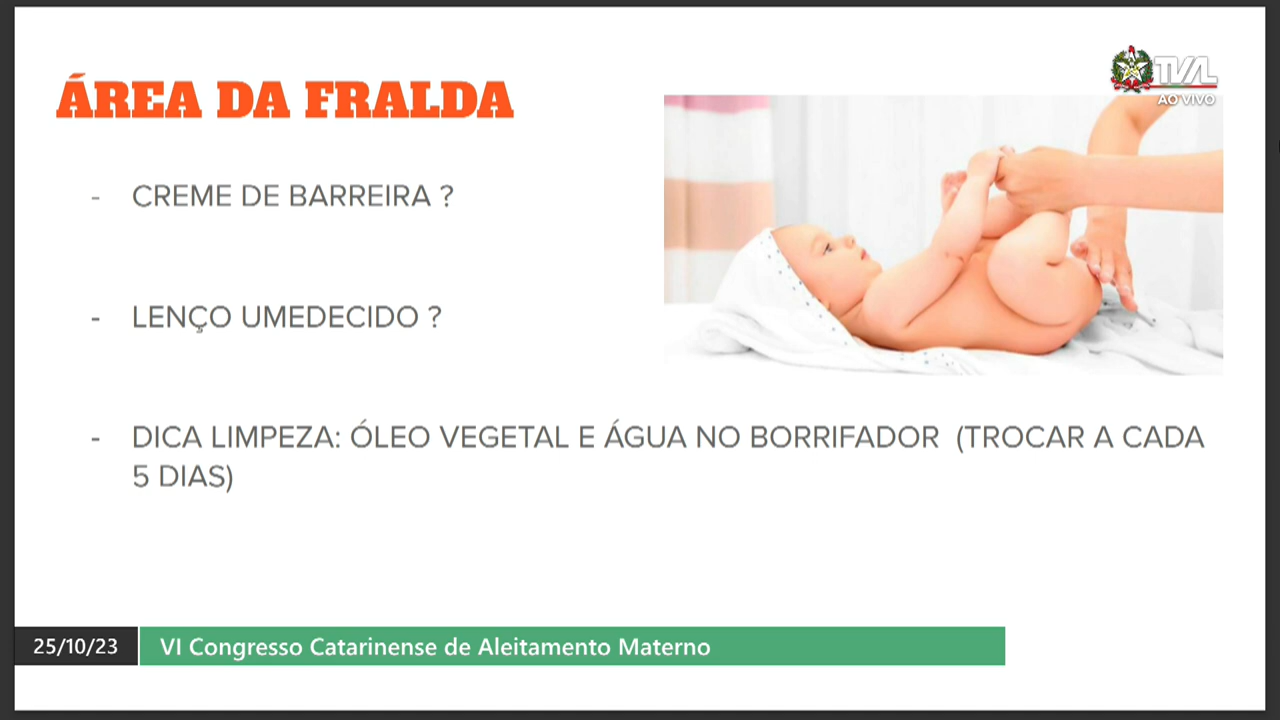 TVAL
AO VIVO
ÁREA DA FRALDA
- CREME DE BARREIRA ?
- LENÇO UMEDECIDO ?
- DICA LIMPEZA: ÓLEO VEGETAL E ÁGUA NO BORRIFADOR (TROCAR A CADA
5 DIAS)
25/10/23
VI Congresso Catarinense de Aleitamento Materno